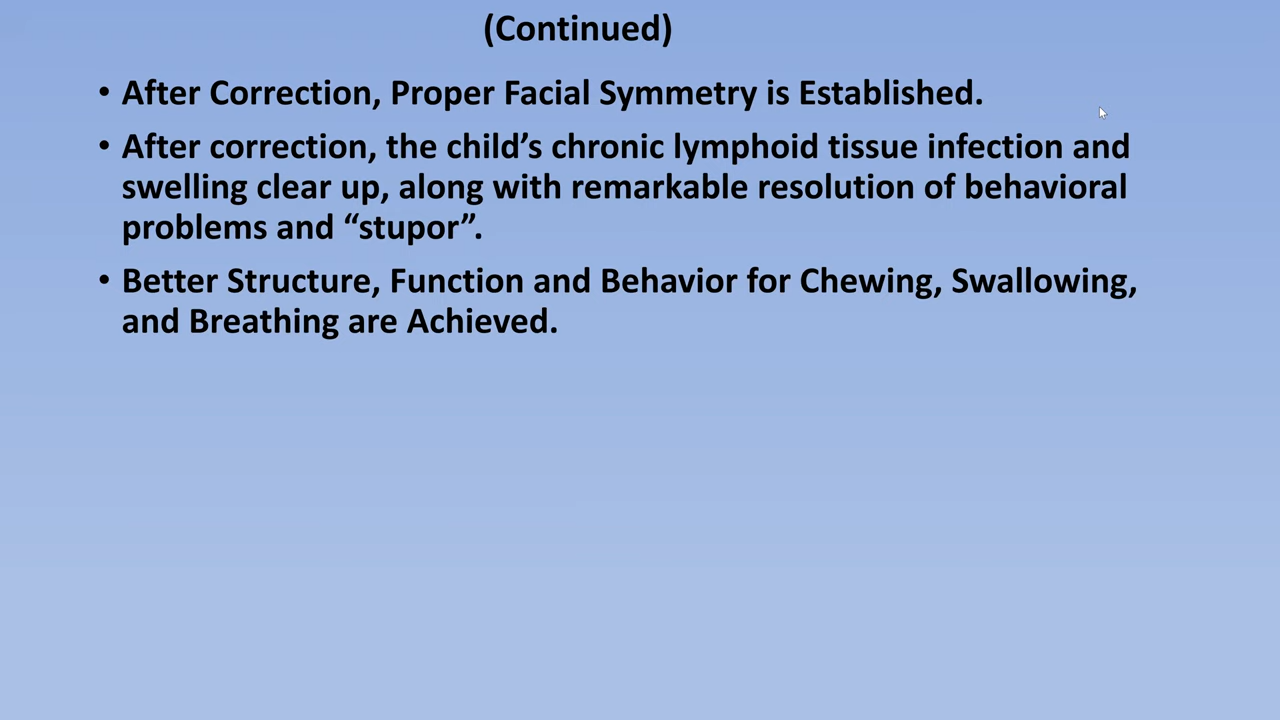 (Continued)
• After Correction, Proper Facial Symmetry is Established.
• After correction, the child’s chronic lymphoid tissue infection and
swelling clear up, along with remarkable resolution of behavioral
problems and “stupor”.
• Better Structure, Function and Behavior for Chewing, Swallowing,
and Breathing are Achieved.